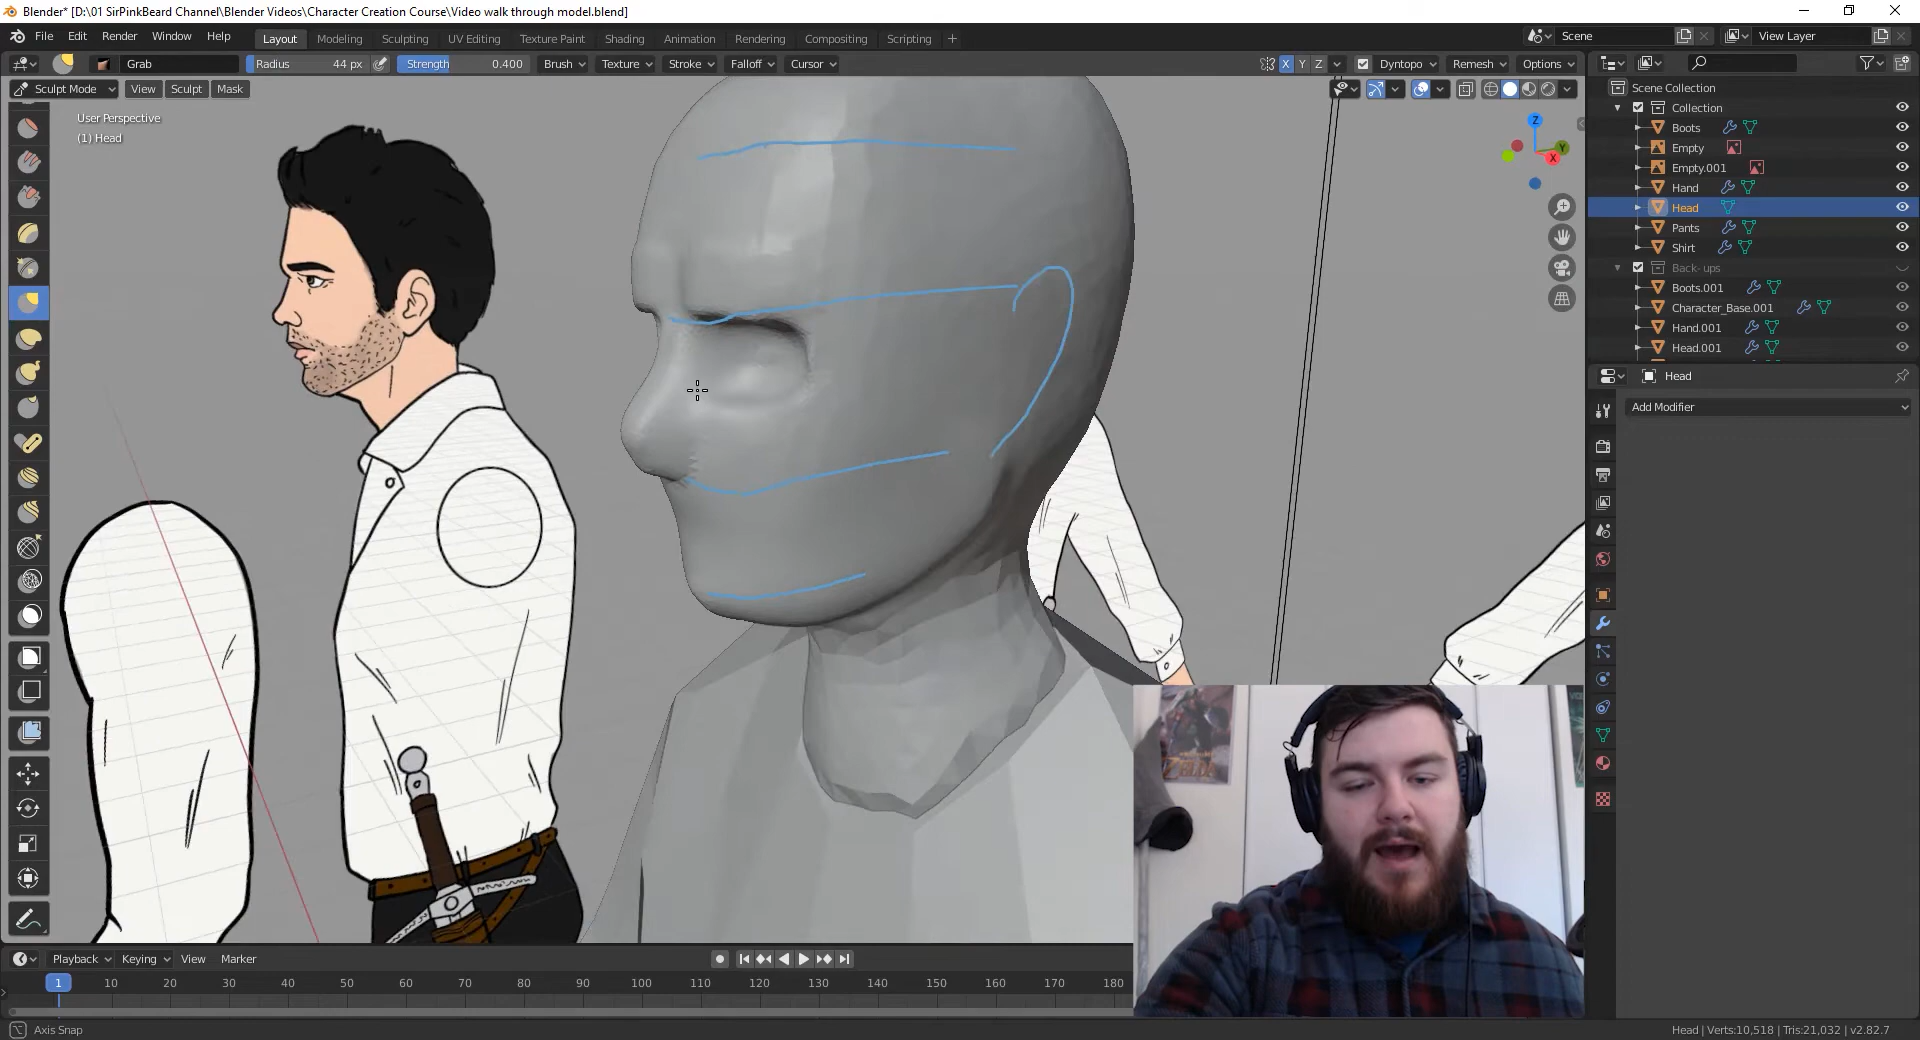 Blender* [D:\01 SirPinkBeard Channel\Blender Videos\Character Creation Course\Video walk through model.blend]
File Edit Render Window Help Layout Modeling Sculpting UV Editing Texture Paint Shading Animation Rendering Compositing Scripting + Scene View Layer
Grab Radius 44 px Strength 0.400 Brush Texture Stroke Falloff Cursor X Y Z Dyntopo Remesh Options
Sculpt Mode View Sculpt Mask
User Perspective
(1) Head
Z
Y
X
Scene Collection
Collection
Boots
Empty
Empty.001
Hand
Head
Pants
Shirt
Back- ups
Boots.001
Character_Base.001
Hand.001
Head.001
Head
Add Modifier
ZELDA
Playback Keying View Marker
1 10 20 30 40 50 60 70 80 90 100 110 120 130 140 150 160 170 180
Axis Snap
Head | Verts:10,518 | Tris:21,032 | v2.82.7